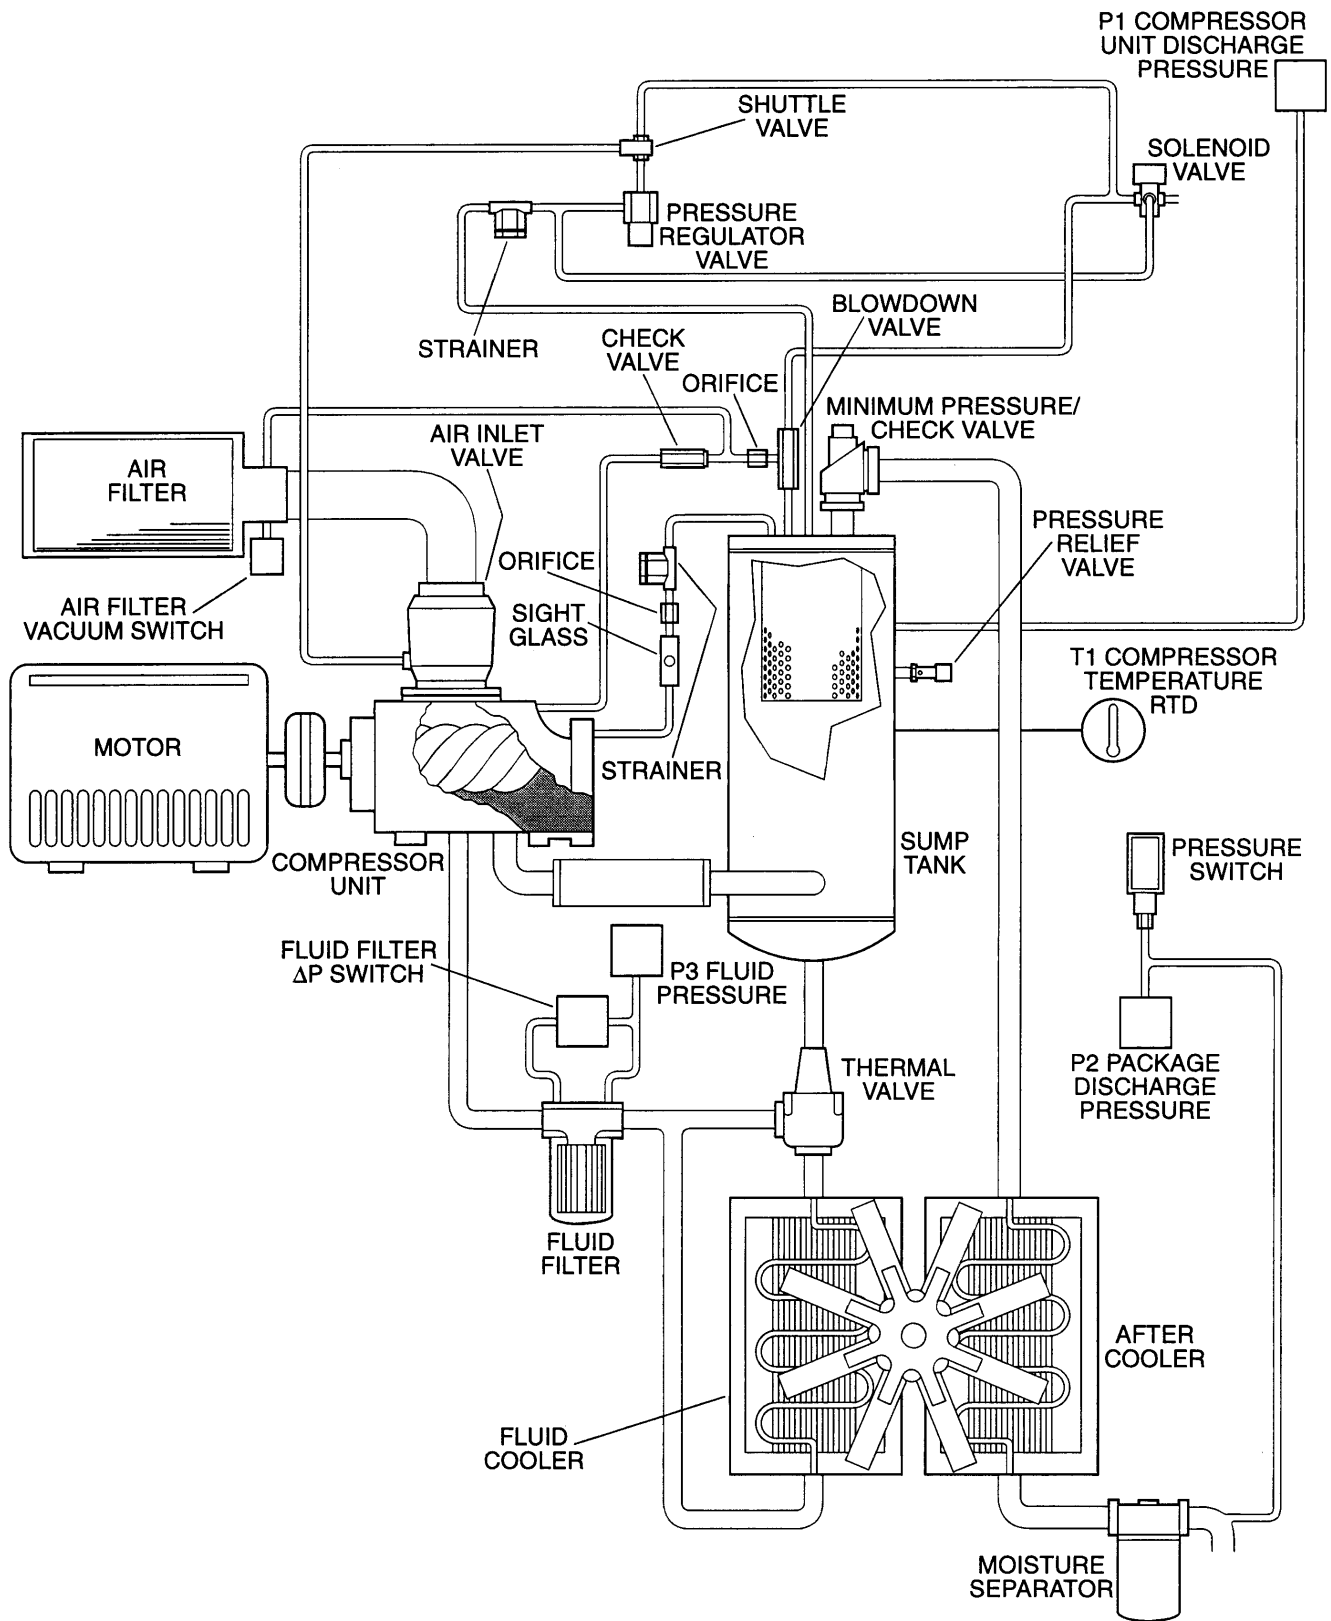 P1 COMPRESSOR
UNIT DISCHARGE
PRESSURE
SHUTTLE
VALVE
SOLENOID
VALVE
PRESSURE
REGULATOR
VALVE
BLOWDOWN
VALVE
STRAINER
CHECK
VALVE
ORIFICE
MINIMUM PRESSURE/
CHECK VALVE
AIR INLET
VALVE
AIR
FILTER
PRESSURE
RELIEF
VALVE
ORIFICE
AIR FILTER
VACUUM SWITCH
SIGHT
GLASS
T1 COMPRESSOR
TEMPERATURE
RTD
MOTOR
STRAINER
COMPRESSOR
UNIT
SUMP
TANK
PRESSURE
SWITCH
FLUID FILTER
ΔP SWITCH
P3 FLUID
PRESSURE
THERMAL
VALVE
P2 PACKAGE
DISCHARGE
PRESSURE
FLUID
FILTER
AFTER
COOLER
FLUID
COOLER
MOISTURE
SEPARATOR